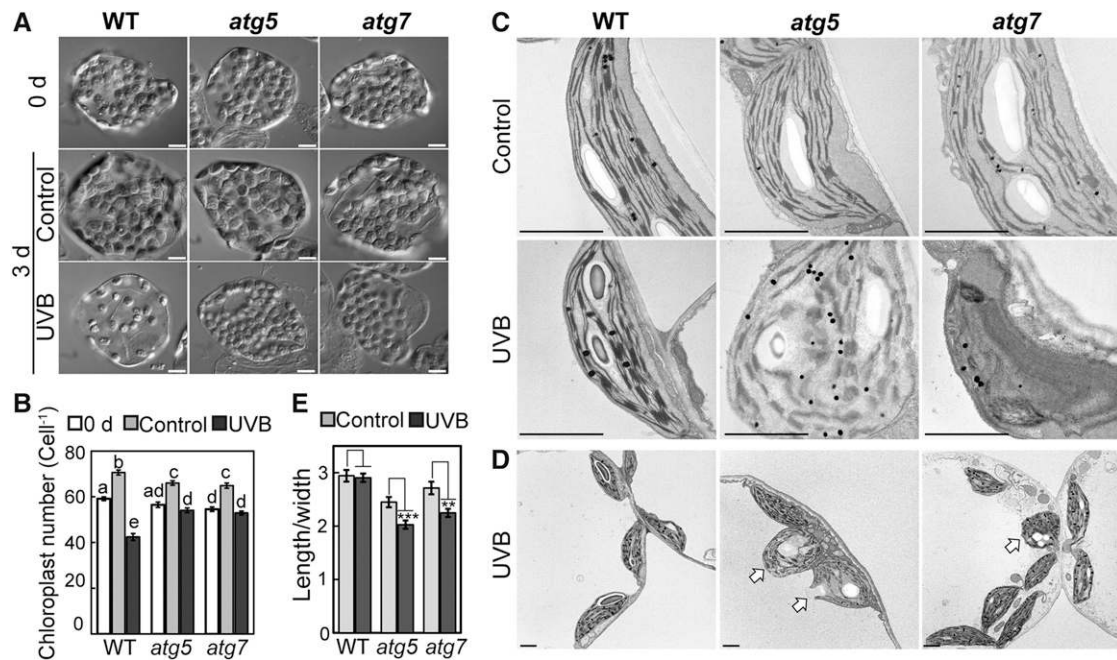 A
WT
atg5
atg7
0 d
3 d
Control
UVB
B
0 d
Control
UVB
Chloroplast number (Cell-1)
80
60
40
20
0
a
b
e
ad
c
d
d
c
d
WT
atg5
atg7
E
Control
UVB
Length/width
3
2
1
0
***
**
WT
atg5
atg7
C
WT
atg5
atg7
Control
UVB
D
UVB